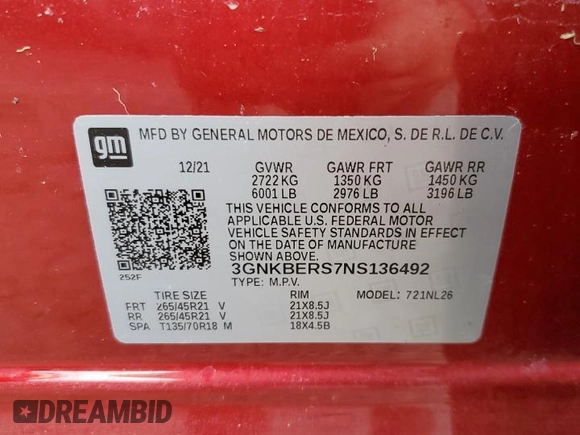 gm MFD BY GENERAL MOTORS DE MEXICO, S. DE R.L. DE C.V.
12/21 GVWR GAWR FRT GAWR RR
2722 KG 1350 KG 1450 KG
6001 LB 2976 LB 3196 LB
THIS VEHICLE CONFORMS TO ALL
APPLICABLE U.S. FEDERAL MOTOR
VEHICLE SAFETY STANDARDS IN EFFECT
ON THE DATE OF MANUFACTURE
SHOWN ABOVE.
3GNKBERS7NS136492
252F TYPE: M.P.V.
TIRE SIZE RIM MODEL: 721NL26
FRT 265/45R21 V 21X8.5J
RR 265/45R21 V 21X8.5J
SPA T135/70R18 M 18X4.5B
DREAMBID